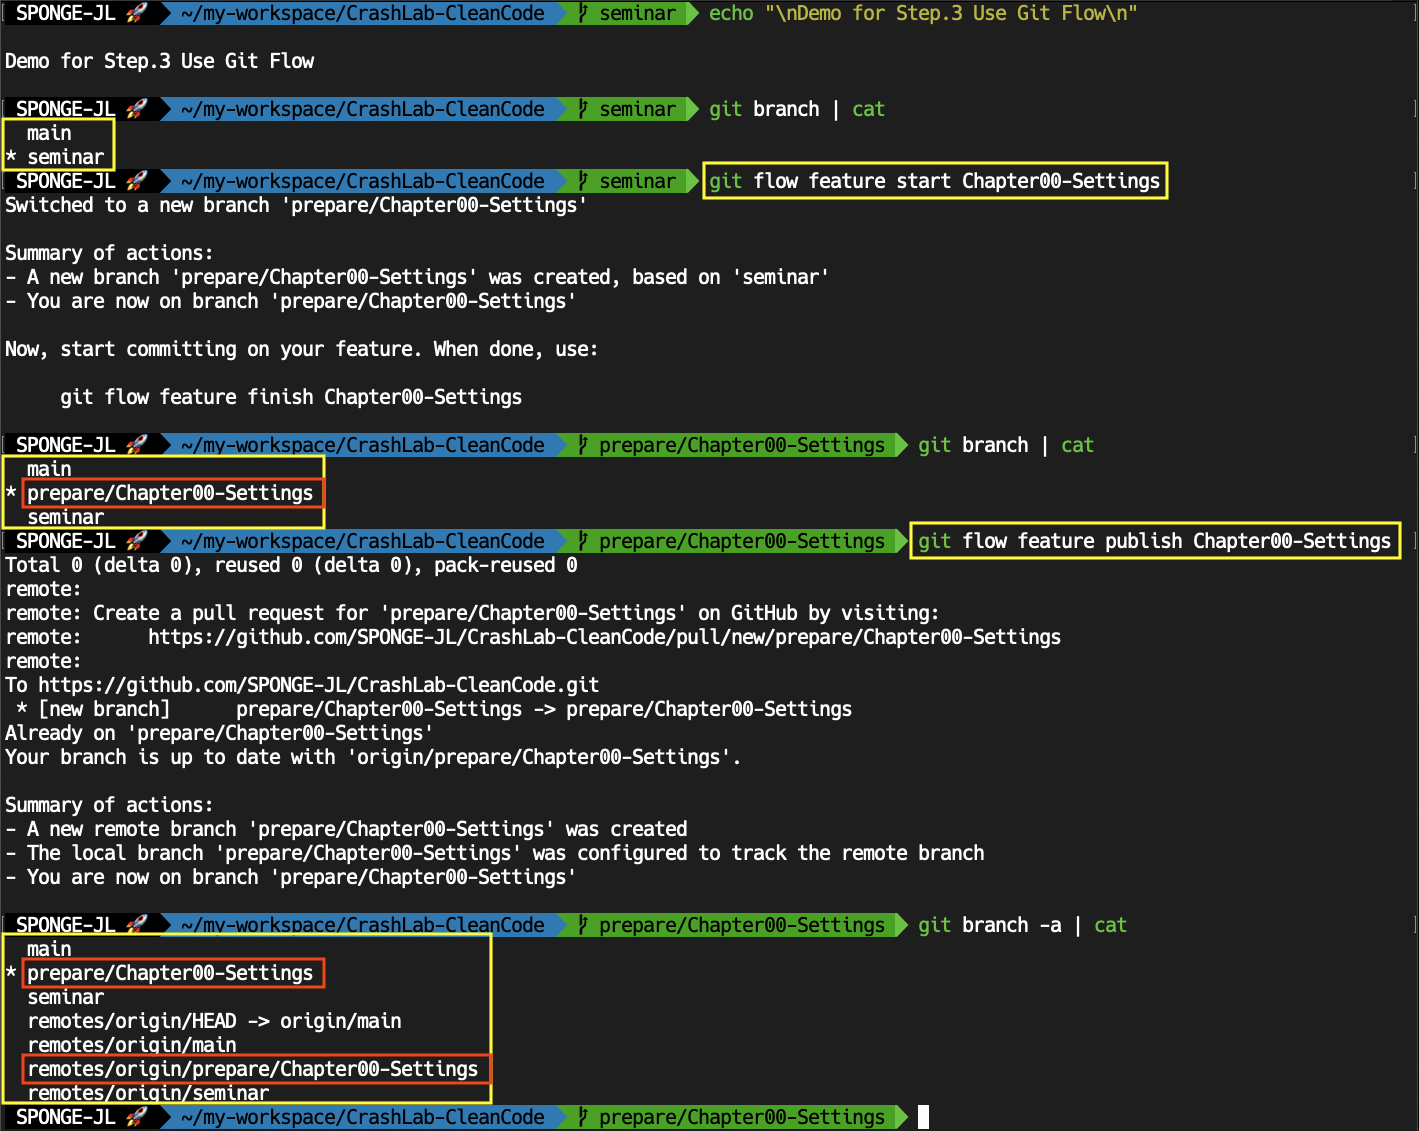 SPONGE-JL 🚀 ~/my-workspace/CrashLab-CleanCode seminar echo "\nDemo for Step.3 Use Git Flow\n"
Demo for Step.3 Use Git Flow
SPONGE-JL 🚀 ~/my-workspace/CrashLab-CleanCode seminar git branch | cat
main
* seminar
SPONGE-JL 🚀 ~/my-workspace/CrashLab-CleanCode seminar git flow feature start Chapter00-Settings
Switched to a new branch 'prepare/Chapter00-Settings'
Summary of actions:
- A new branch 'prepare/Chapter00-Settings' was created, based on 'seminar'
- You are now on branch 'prepare/Chapter00-Settings'
Now, start committing on your feature. When done, use:
git flow feature finish Chapter00-Settings
SPONGE-JL 🚀 ~/my-workspace/CrashLab-CleanCode prepare/Chapter00-Settings git branch | cat
main
* prepare/Chapter00-Settings
seminar
SPONGE-JL 🚀 ~/my-workspace/CrashLab-CleanCode prepare/Chapter00-Settings git flow feature publish Chapter00-Settings
Total 0 (delta 0), reused 0 (delta 0), pack-reused 0
remote:
remote: Create a pull request for 'prepare/Chapter00-Settings' on GitHub by visiting:
remote: https://github.com/SPONGE-JL/CrashLab-CleanCode/pull/new/prepare/Chapter00-Settings
remote:
To https://github.com/SPONGE-JL/CrashLab-CleanCode.git
* [new branch] prepare/Chapter00-Settings -> prepare/Chapter00-Settings
Already on 'prepare/Chapter00-Settings'
Your branch is up to date with 'origin/prepare/Chapter00-Settings'.
Summary of actions:
- A new remote branch 'prepare/Chapter00-Settings' was created
- The local branch 'prepare/Chapter00-Settings' was configured to track the remote branch
- You are now on branch 'prepare/Chapter00-Settings'
SPONGE-JL 🚀 ~/my-workspace/CrashLab-CleanCode prepare/Chapter00-Settings git branch -a | cat
main
* prepare/Chapter00-Settings
seminar
remotes/origin/HEAD -> origin/main
remotes/origin/main
remotes/origin/prepare/Chapter00-Settings
remotes/origin/seminar
SPONGE-JL 🚀 ~/my-workspace/CrashLab-CleanCode prepare/Chapter00-Settings